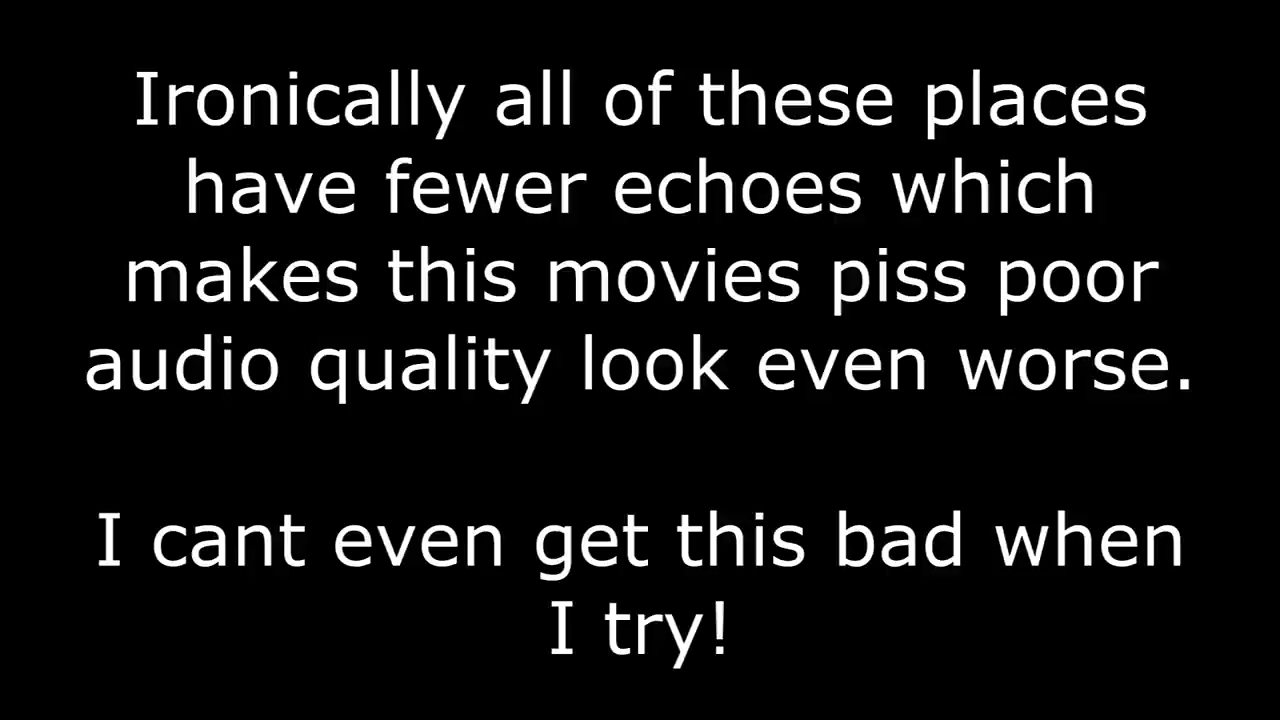 Ironically all of these places
have fewer echoes which
makes this movies piss poor
audio quality look even worse.
I cant even get this bad when
I try!